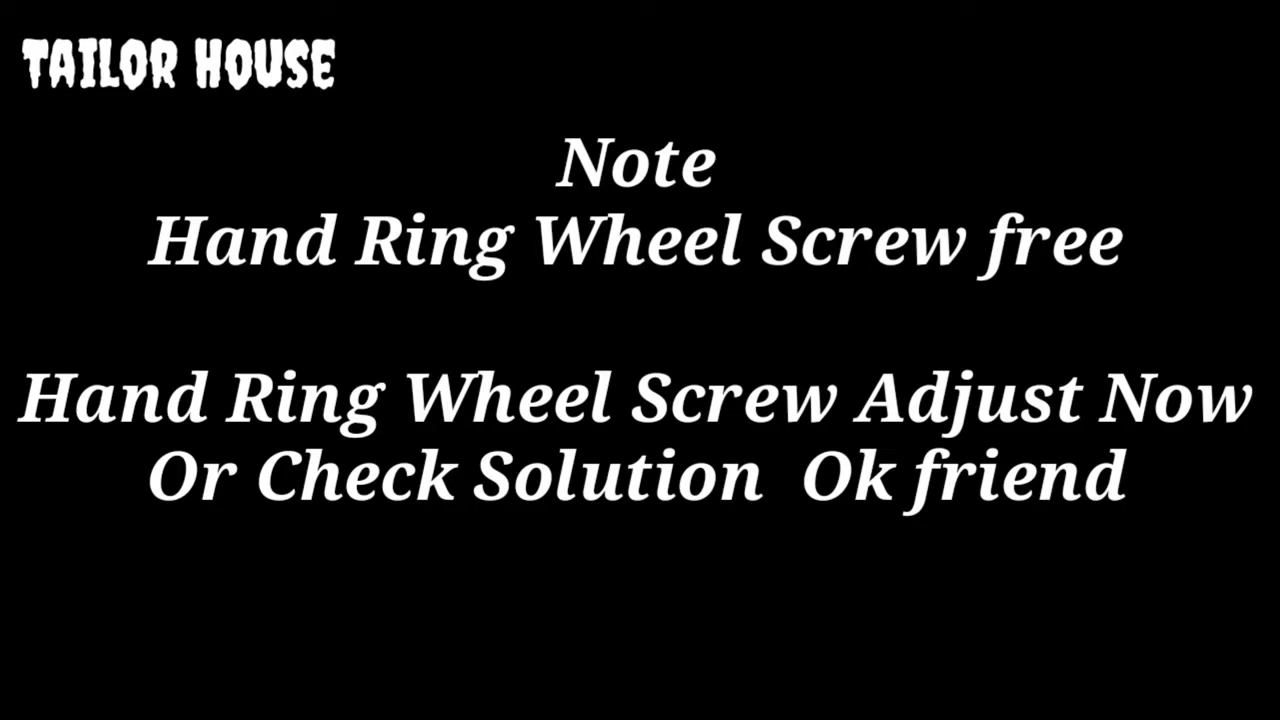 TAILOR HOUSE
Note
Hand Ring Wheel Screw free
Hand Ring Wheel Screw Adjust Now
Or Check Solution Ok friend